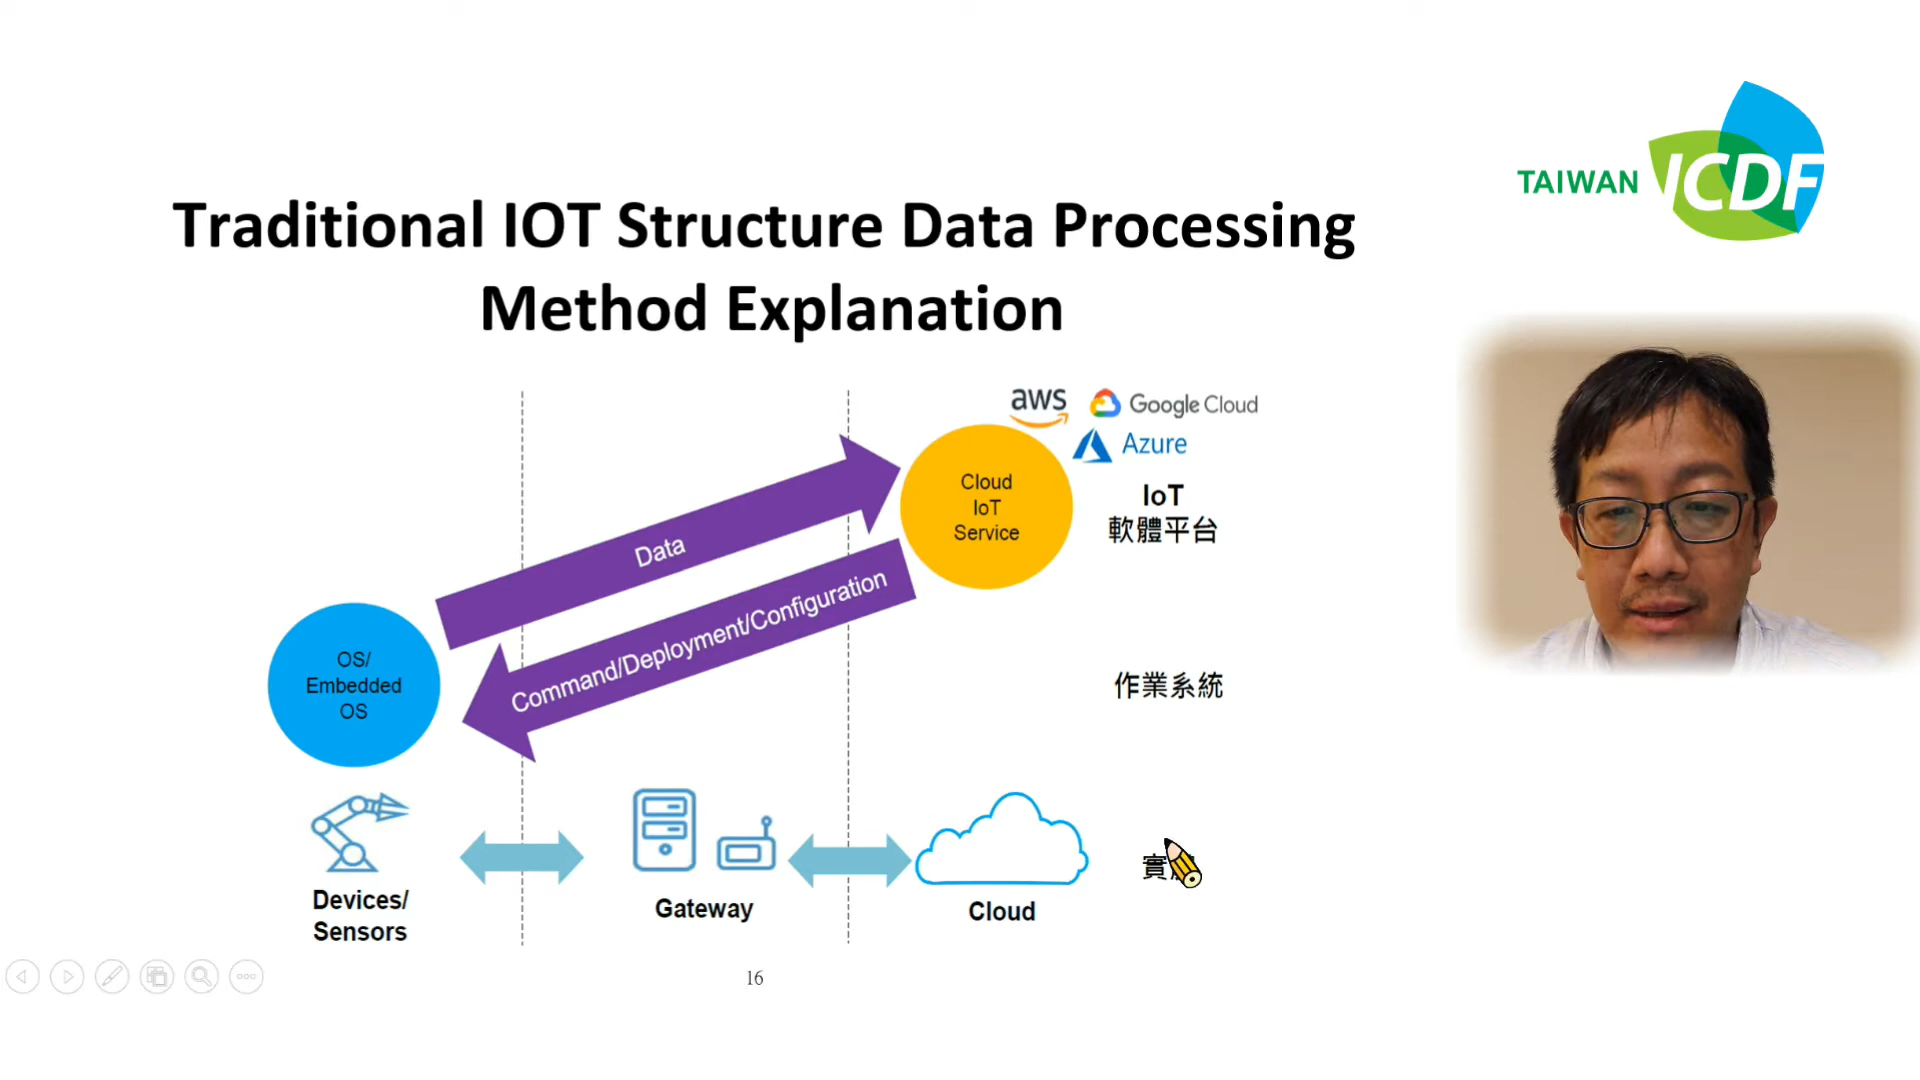 TAIWAN ICDF
Traditional IOT Structure Data Processing
Method Explanation
aws
Google Cloud
Azure
Cloud
IoT
Service
IoT
軟體平台
Data
Command/Deployment/Configuration
OS/
Embedded
OS
作業系統
實
Devices/
Sensors
Gateway
Cloud
16